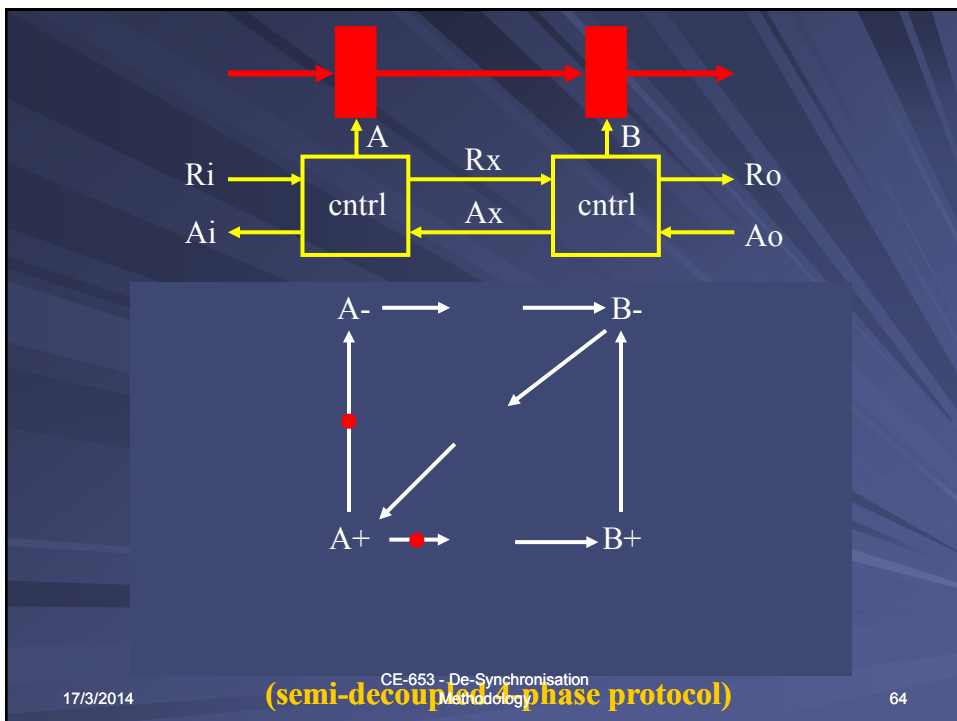 A
B
Ri
Rx
Ro
cntrl
cntrl
Ai
Ax
Ao
A-
B-
A+
B+
17/3/2014
CE-653 - De-Synchronisation
Methodology
(semi-decoupled 4-phase protocol)
64